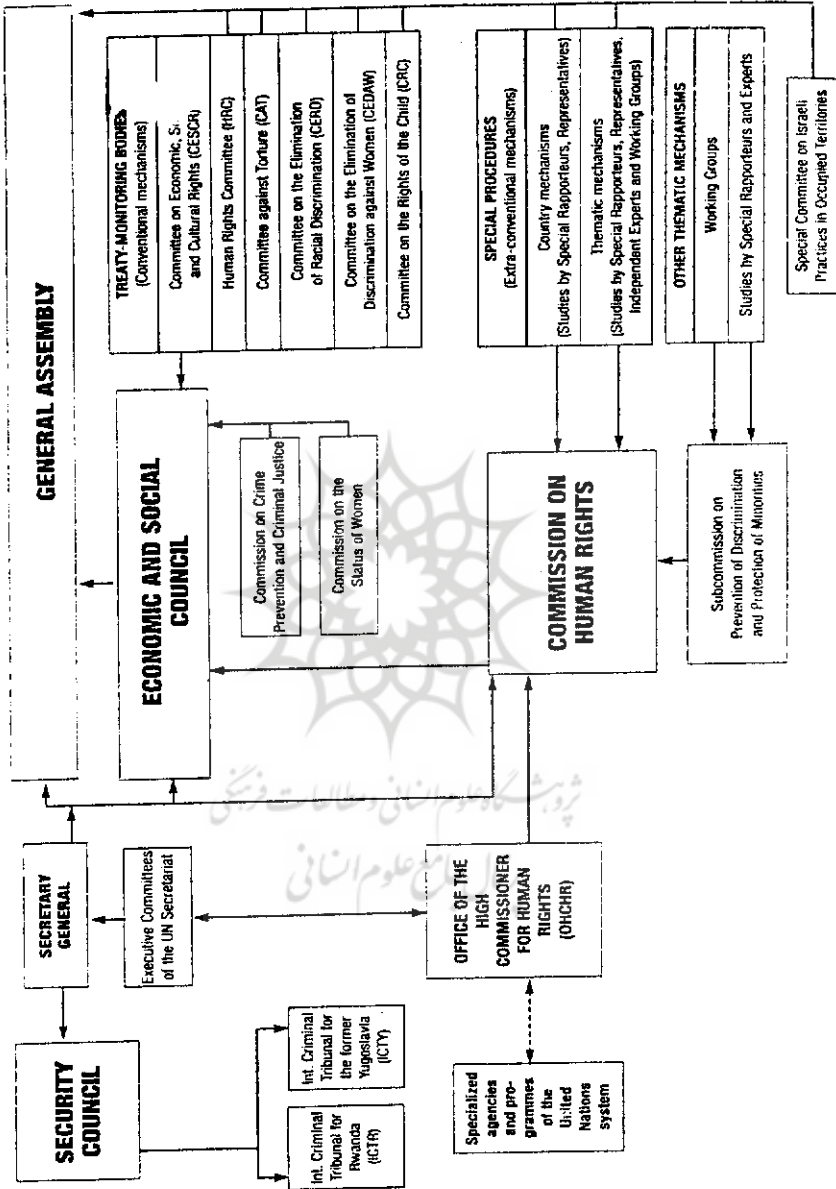 GENERAL ASSEMBLY
SECRETARY
GENERAL
SECURITY
COUNCIL
Executive Committees
of the UN Secretariat
Int. Criminal
Tribunal for
Rwanda
(ICTR)
Int. Criminal
Tribunal for
the former
Yugoslavia
(ICTY)
ECONOMIC AND SOCIAL
COUNCIL
TREATY-MONITORING BODIES
(Conventional mechanisms)
Committee on Economic,
and Cultural Rights (CESCR)
Human Rights Committee (HRC)
Committee against Torture (CAT)
Committee on the Elimination
of Racial Discrimination (CERD)
Committee on the Elimination of
Discrimination against Women (CEDAW)
Committee on the Rights of the Child (CRC)
Commission on Crime
Prevention and Criminal Justice
Commission on the
Status of Women
OFFICE OF THE
HIGH
COMMISSIONER
FOR HUMAN
RIGHTS
(OHCHR)
Specialized
agencies
and pro-
grammes
of the
United
Nations
system
COMMISSION ON
HUMAN RIGHTS
SPECIAL PROCEDURES
(Extra-conventional mechanisms)
Country mechanisms
(Studies by Special Rapporteurs, Representatives)
Thematic mechanisms
(Studies by Special Rapporteurs, Representatives,
Independent Experts and Working Groups)
Subcommission on
Prevention of Discrimination
and Protection of Minorities
OTHER THEMATIC MECHANISMS
Working Groups
Studies by Special Rapporteurs and Experts
Special Committee on Israeli
Practices in Occupied Territories
پژوهشگاه علوم انسانی و مطالعات فرهنگی
جامع علوم انسانی